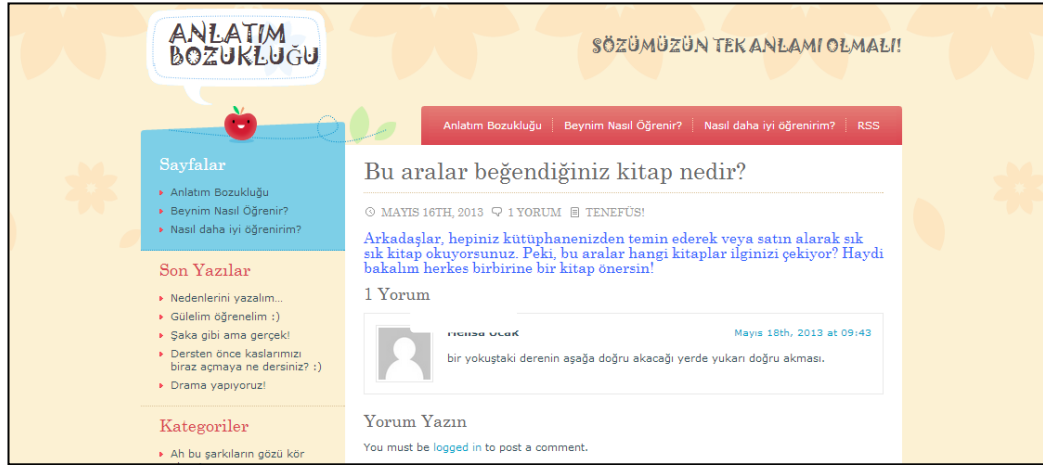 ANLATIM
BOZUKLUĞU
SÖZÜMÜZÜN TEK ANLAMI OLMALI!
Anlatım Bozukluğu
Beynim Nasıl Öğrenir?
Nasıl daha iyi öğrenirim?
RSS
Sayfalar
Anlatım Bozukluğu
Beynim Nasıl Öğrenir?
Nasıl daha iyi öğrenirim?
Son Yazılar
Nedenlerini yazalım...
Gülelim öğrenelim :)
Şaka gibi ama gerçek!
Dersten önce kaslarımızı
biraz açmaya ne dersiniz? :)
Drama yapıyoruz!
Kategoriler
Ah bu şarkıların gözü kör
Bu aralar beğendiğiniz kitap nedir?
MAYIS 16TH, 2013 1 YORUM TENEFÜS!
Arkadaşlar, hepiniz kütüphanenizden temin ederek veya satın alarak sık
sık kitap okuyorsunuz. Peki, bu aralar hangi kitaplar ilginizi çekiyor? Haydi
bakalım herkes birbirine bir kitap önersin!
1 Yorum
Mayıs 18th, 2013 at 09:43
bir yokuştaki derenin aşağa doğru akacağı yerde yukarı doğru akması.
Yorum Yazın
You must be logged in to post a comment.